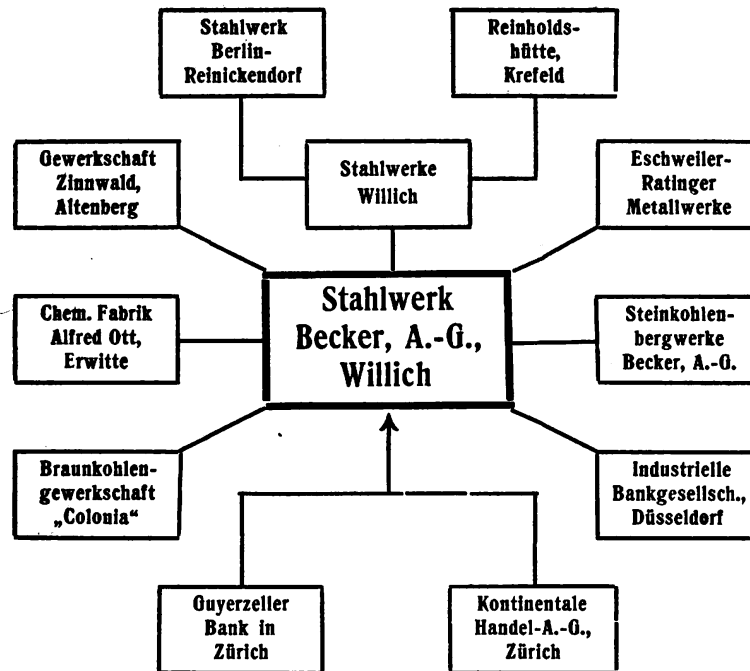 Stahlwerk
Berlin-
Reinickendorf
Reinholds-
hütte,
Krefeld
Gewerkschaft
Zinnwald,
Altenberg
Stahlwerke
Willich
Eschweiler-
Ratinger
Metallwerke
Chem. Fabrik
Alfred Ott,
Erwitte
Stahlwerk
Becker, A.-G.,
Willich
Steinkohlen-
bergwerke
Becker, A.-G.
Braunkohlen-
gewerkschaft
„Colonia“
Industrielle
Bankgesellsch.,
Düsseldorf
Guyerzeller
Bank in
Zürich
Kontinentale
Handel-A.-G.,
Zürich